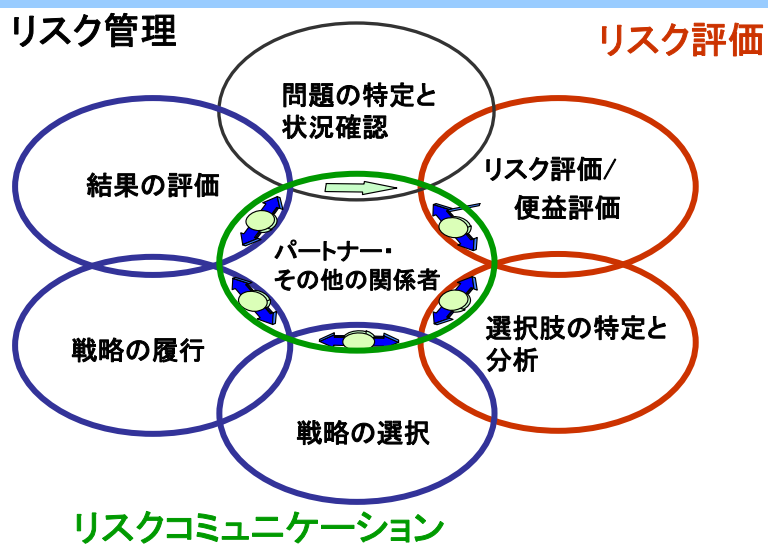 リスク管理
リスク評価
問題の特定と
状況確認
リスク評価/
便益評価
結果の評価
パートナー・
その他の関係者
選択肢の特定と
分析
戦略の履行
戦略の選択
リスクコミュニケーション